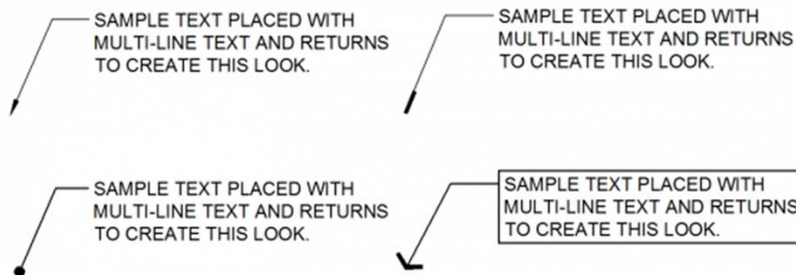 SAMPLE TEXT PLACED WITH
MULTI-LINE TEXT AND RETURNS
TO CREATE THIS LOOK.
SAMPLE TEXT PLACED WITH
MULTI-LINE TEXT AND RETURNS
TO CREATE THIS LOOK.
SAMPLE TEXT PLACED WITH
MULTI-LINE TEXT AND RETURNS
TO CREATE THIS LOOK.
SAMPLE TEXT PLACED WITH
MULTI-LINE TEXT AND RETURNS
TO CREATE THIS LOOK.